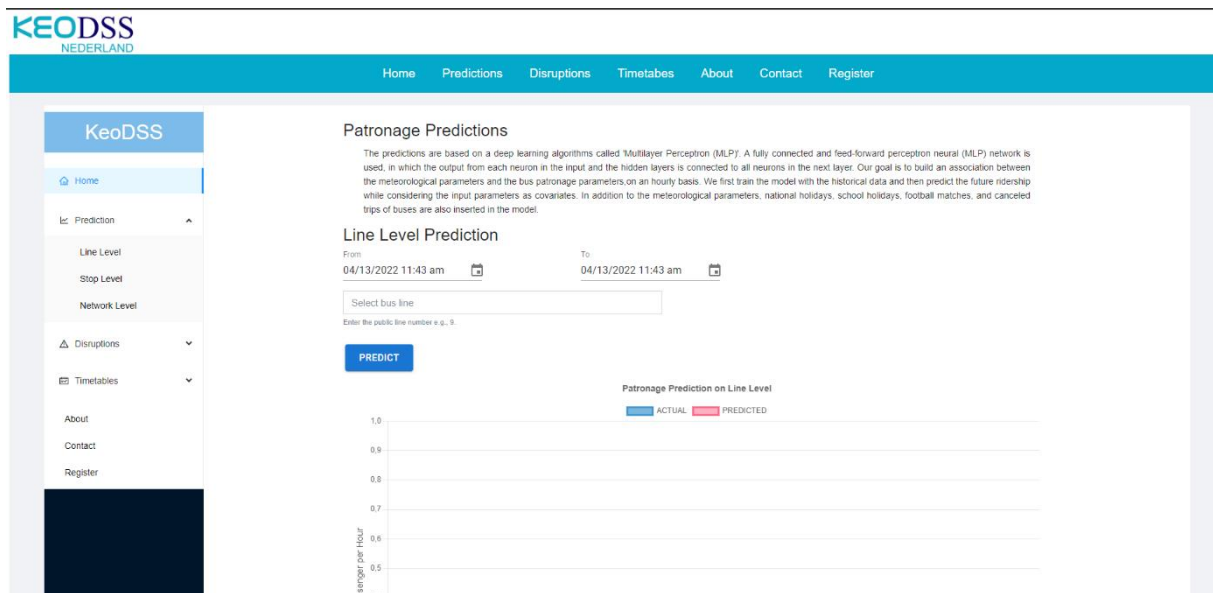 KEODSS
NEDERLAND
Home Predictions Disruptions Timetabes About Contact Register
KeoDSS
Home
Prediction
Line Level
Stop Level
Network Level
Disruptions
Timetables
About
Contact
Register
Patronage Predictions
The predictions are based on a deep learning algorithms called 'Multilayer Perceptron (MLP)'. A fully connected and feed-forward perceptron neural (MLP) network is
used, in which the output from each neuron in the input and the hidden layers is connected to all neurons in the next layer. Our goal is to build an association between
the meteorological parameters and the bus patronage parameters,on an hourly basis. We first train the model with the historical data and then predict the future ridership
while considering the input parameters as covariates. In addition to the meteorological parameters, national holidays, school holidays, football matches, and canceled
trips of buses are also inserted in the model.
Line Level Prediction
From To
04/13/2022 11:43 am 04/13/2022 11:43 am
Select bus line
Enter the public line number e.g., 9.
PREDICT
Patronage Prediction on Line Level
ACTUAL PREDICTED
1,0
0,9
0,8
0,7
0,6
0,5
per Hour